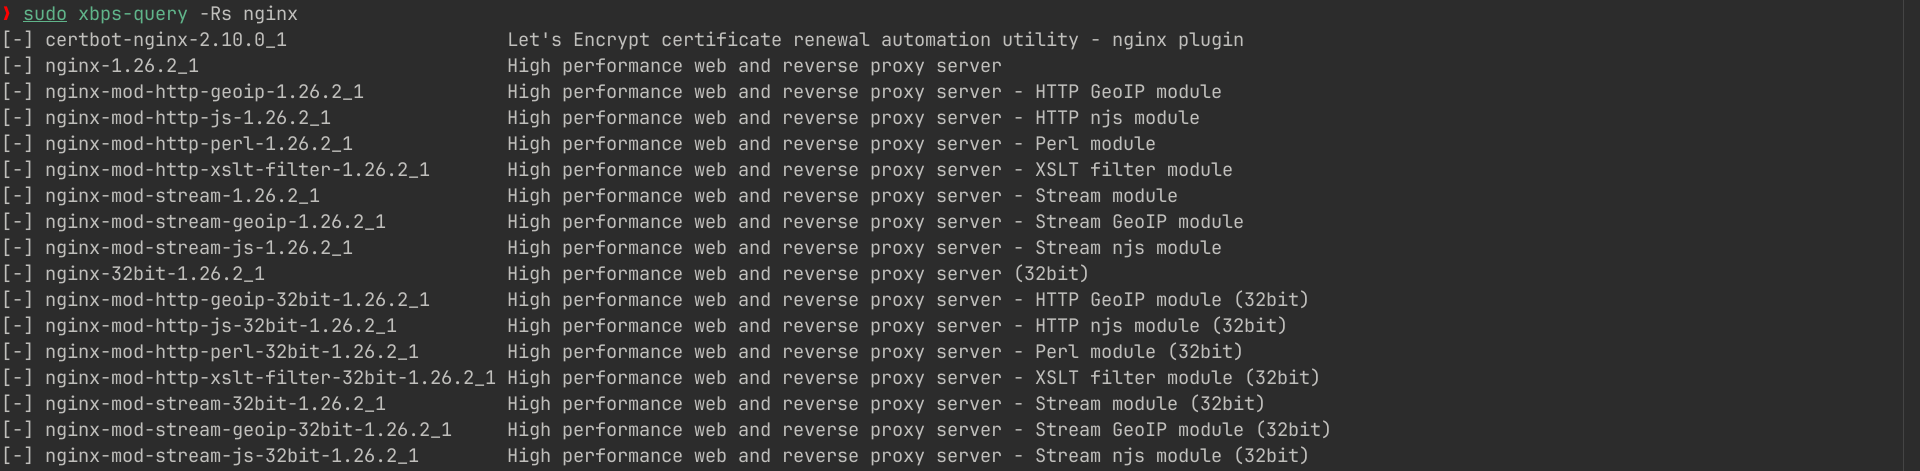 ❯ sudo xbps-query -Rs nginx
[-] certbot-nginx-2.10.0_1                    Let's Encrypt certificate renewal automation utility - nginx plugin
[-] nginx-1.26.2_1                            High performance web and reverse proxy server
[-] nginx-mod-http-geoip-1.26.2_1             High performance web and reverse proxy server - HTTP GeoIP module
[-] nginx-mod-http-js-1.26.2_1                High performance web and reverse proxy server - HTTP njs module
[-] nginx-mod-http-perl-1.26.2_1              High performance web and reverse proxy server - Perl module
[-] nginx-mod-http-xslt-filter-1.26.2_1       High performance web and reverse proxy server - XSLT filter module
[-] nginx-mod-stream-1.26.2_1                 High performance web and reverse proxy server - Stream module
[-] nginx-mod-stream-geoip-1.26.2_1           High performance web and reverse proxy server - Stream GeoIP module
[-] nginx-mod-stream-js-1.26.2_1              High performance web and reverse proxy server - Stream njs module
[-] nginx-32bit-1.26.2_1                      High performance web and reverse proxy server (32bit)
[-] nginx-mod-http-geoip-32bit-1.26.2_1       High performance web and reverse proxy server - HTTP GeoIP module (32bit)
[-] nginx-mod-http-js-32bit-1.26.2_1          High performance web and reverse proxy server - HTTP njs module (32bit)
[-] nginx-mod-http-perl-32bit-1.26.2_1        High performance web and reverse proxy server - Perl module (32bit)
[-] nginx-mod-http-xslt-filter-32bit-1.26.2_1 High performance web and reverse proxy server - XSLT filter module (32bit)
[-] nginx-mod-stream-32bit-1.26.2_1           High performance web and reverse proxy server - Stream module (32bit)
[-] nginx-mod-stream-geoip-32bit-1.26.2_1     High performance web and reverse proxy server - Stream GeoIP module (32bit)
[-] nginx-mod-stream-js-32bit-1.26.2_1        High performance web and reverse proxy server - Stream njs module (32bit)